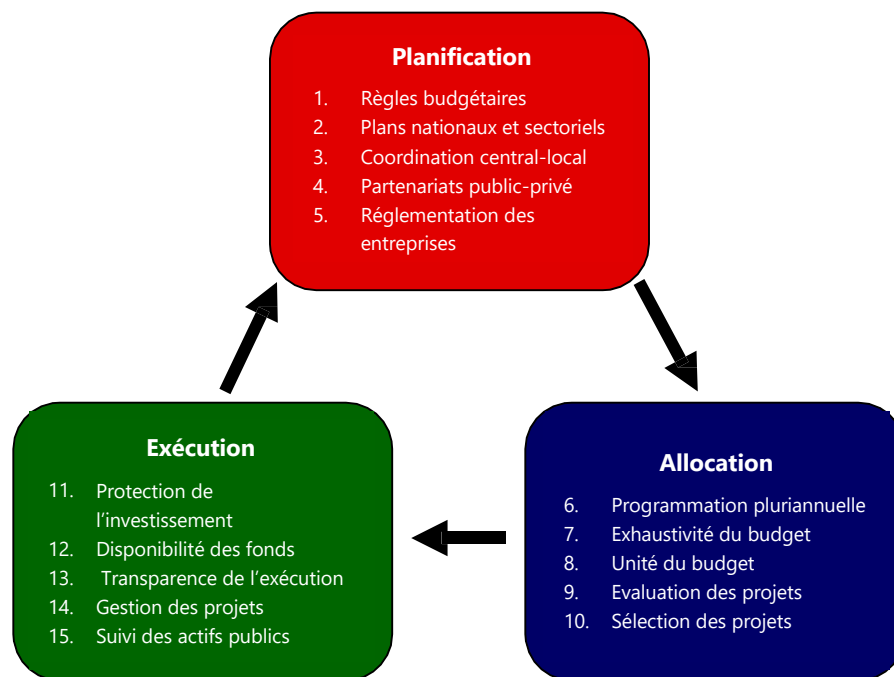 Planification
1. Règles budgétaires
2. Plans nationaux et sectoriels
3. Coordination central-local
4. Partenariats public-privé
5. Réglementation des
entreprises
Exécution
11. Protection de
l’investissement
12. Disponibilité des fonds
13. Transparence de l’exécution
14. Gestion des projets
15. Suivi des actifs publics
Allocation
6. Programmation pluriannuelle
7. Exhaustivité du budget
8. Unité du budget
9. Evaluation des projets
10. Sélection des projets